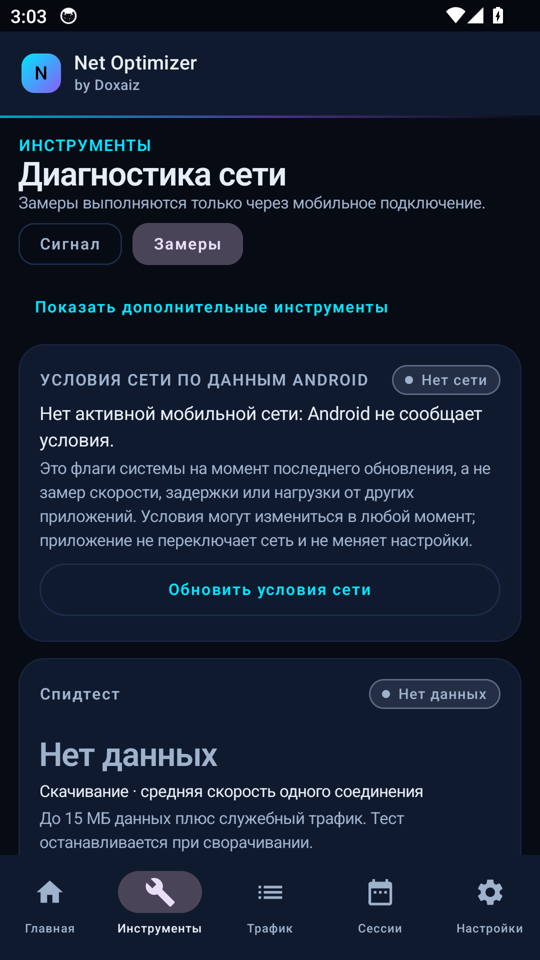 3:03
N
Net Optimizer
by Doxaiz
ИНСТРУМЕНТЫ
Диагностика сети
Замеры выполняются только через мобильное подключение.
Сигнал
Замеры
Показать дополнительные инструменты
УСЛОВИЯ СЕТИ ПО ДАННЫМ ANDROID
Нет сети
Нет активной мобильной сети: Android не сообщает
условия.
Это флаги системы на момент последнего обновления, а не
замер скорости, задержки или нагрузки от других
приложений. Условия могут измениться в любой момент;
приложение не переключает сеть и не меняет настройки.
Обновить условия сети
Спидтест
Нет данных
Нет данных
Скачивание · средняя скорость одного соединения
До 15 МБ данных плюс служебный трафик. Тест
останавливается при сворачивании.
Главная
Инструменты
Трафик
Сессии
Настройки